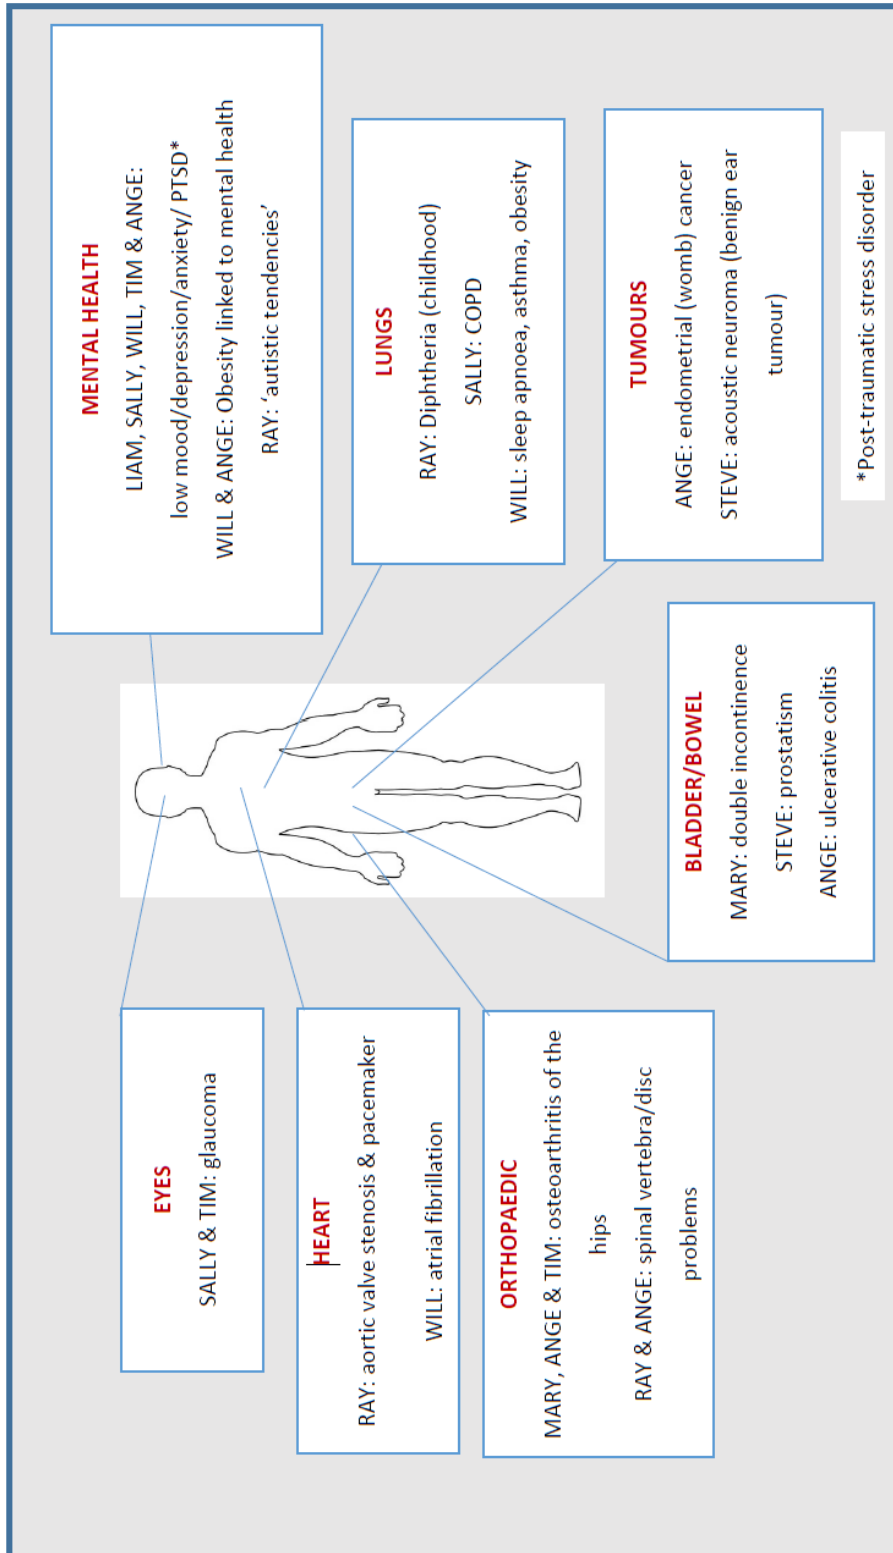 EYES
SALLY & TIM: glaucoma
HEART
RAY: aortic valve stenosis & pacemaker
WILL: atrial fibrillation
ORTHOPAEDIC
MARY, ANGE & TIM: osteoarthritis of the
hips
RAY & ANGE: spinal vertebra/disc
problems
BLADDER/BOWEL
MARY: double incontinence
STEVE: prostatism
ANGE: ulcerative colitis
MENTAL HEALTH
LIAM, SALLY, WILL, TIM & ANGE:
low mood/depression/anxiety/ PTSD*
WILL & ANGE: Obesity linked to mental health
RAY: ‘autistic tendencies’
LUNGS
RAY: Diphtheria (childhood)
SALLY: COPD
WILL: sleep apnoea, asthma, obesity
TUMOURS
ANGE: endometrial (womb) cancer
STEVE: acoustic neuroma (benign ear
tumour)
*Post-traumatic stress disorder